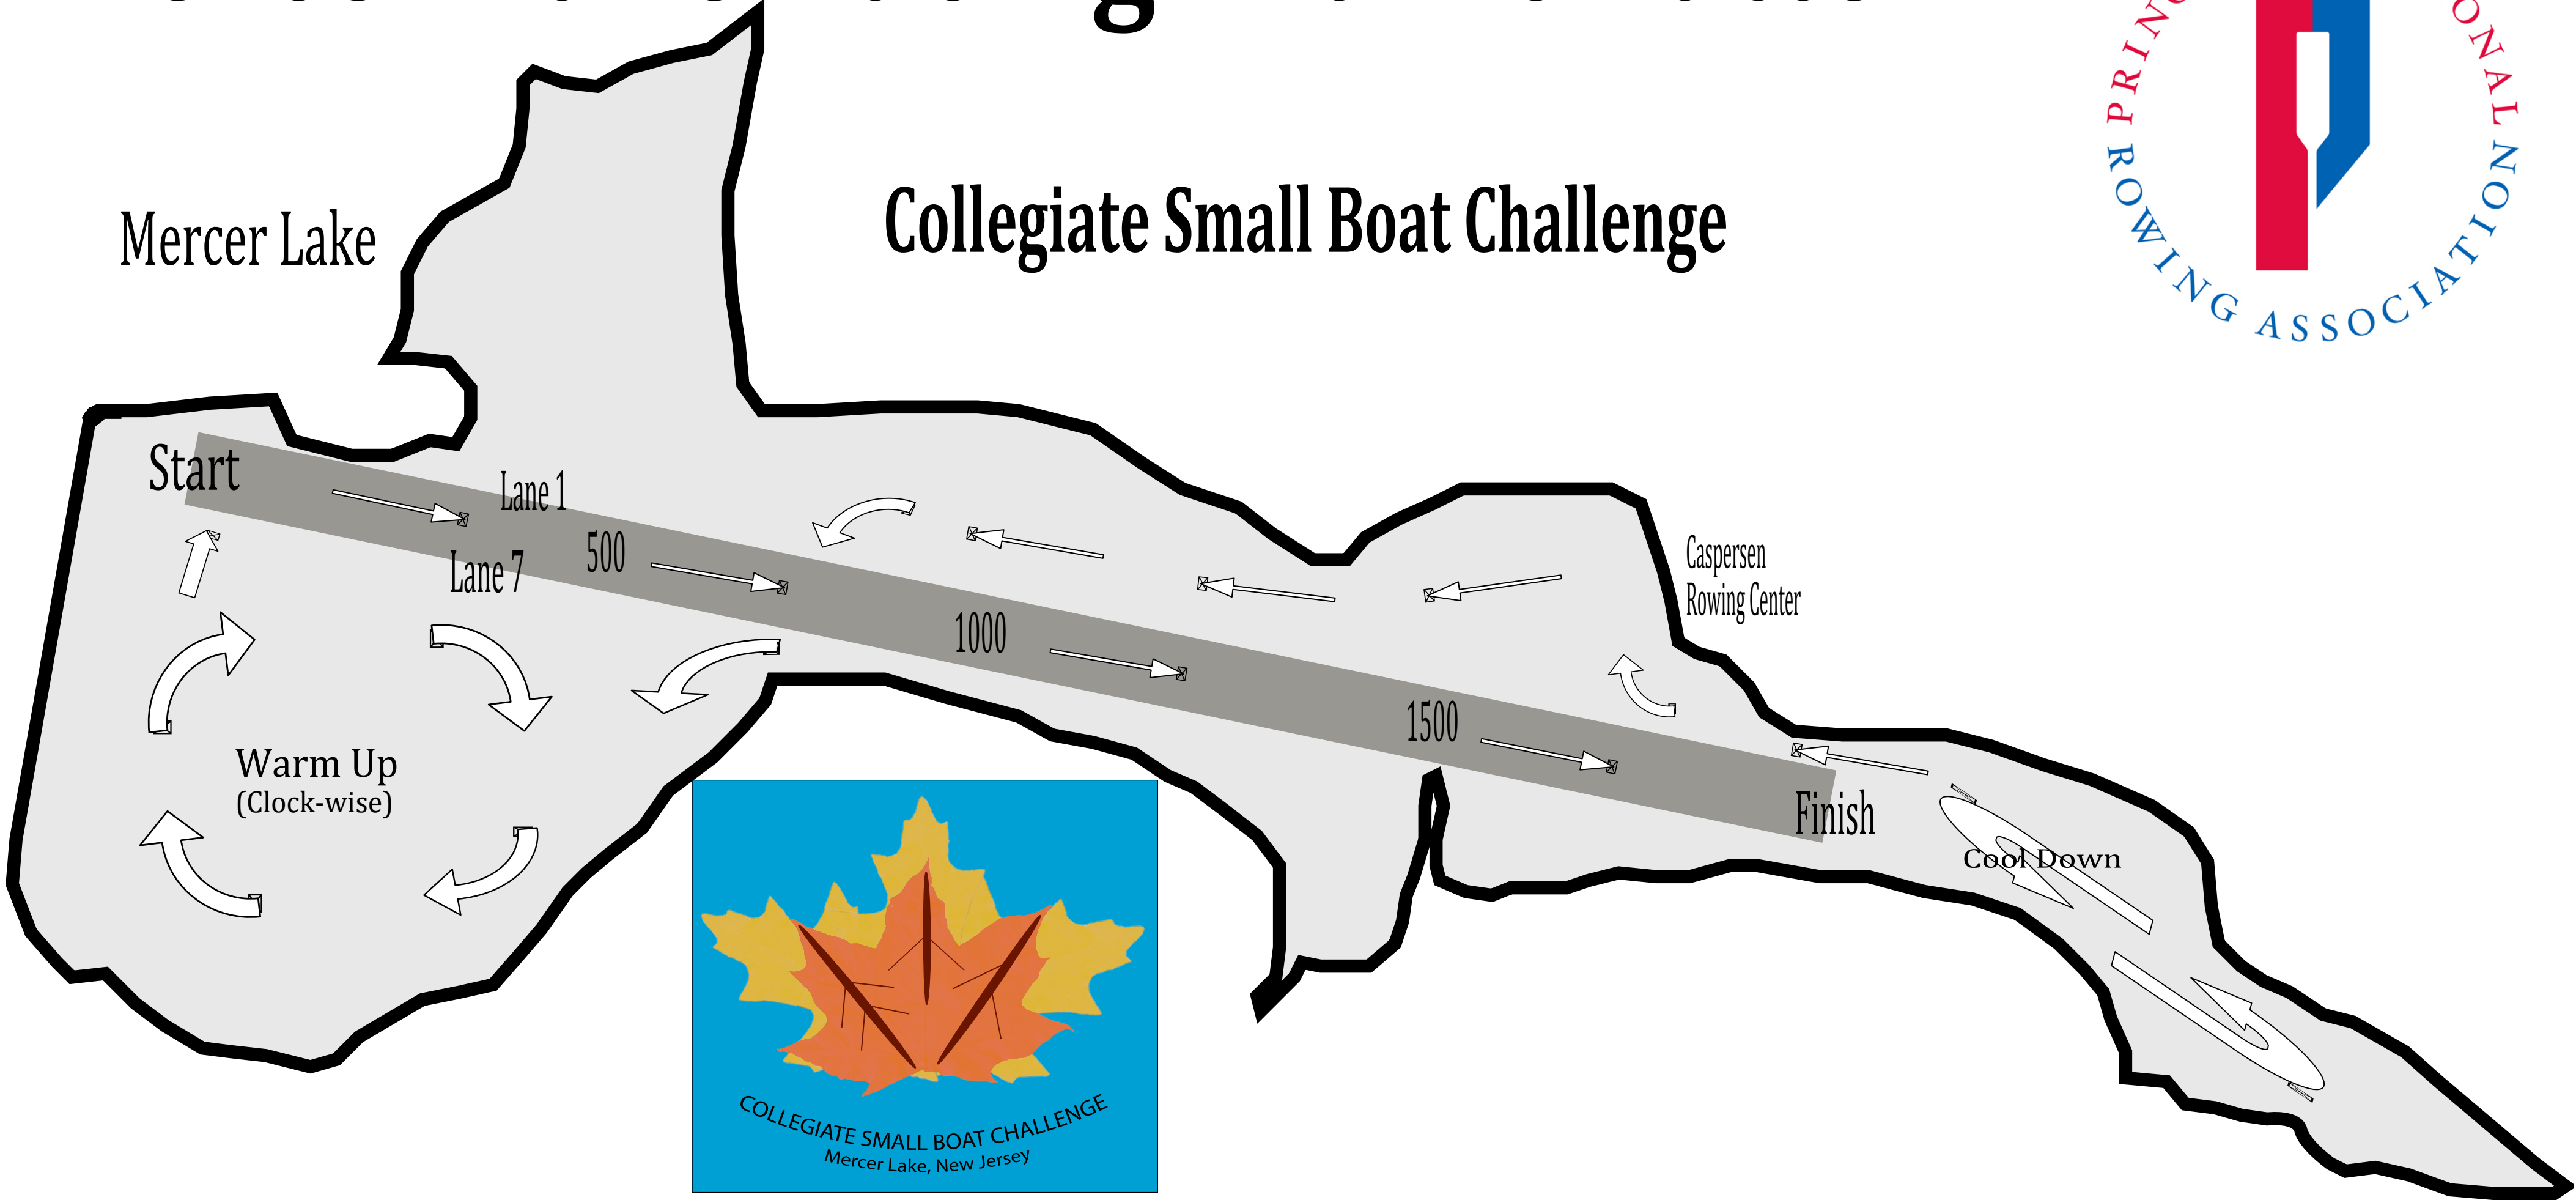 Mercer Lake
Collegiate Small Boat Challenge
ROWING ASSOCIATION
Start
Lane 1
Lane 7
500
1000
1500
Caspersen
Rowing Center
Finish
Cool Down
Warm Up
(Clock-wise)
COLLEGIATE SMALL BOAT CHALLENGE
Mercer Lake, New Jersey